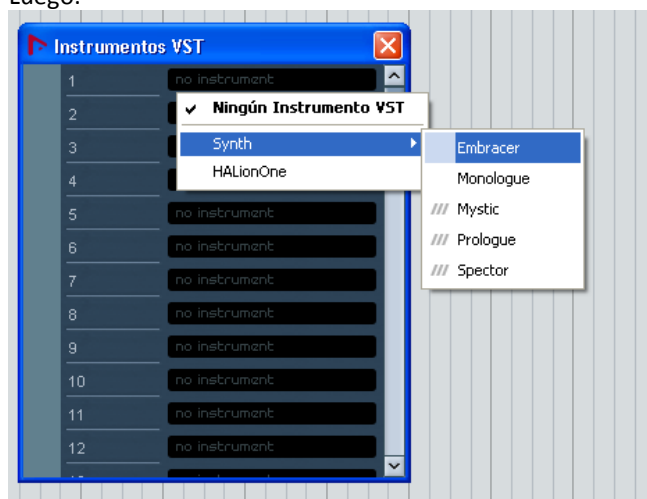 Luego:
Instrumentos VST
1 no instrument
2
✓ Ningún Instrumento VST
3
Synth
Embracer
4
HALionOne
Monologue
5 no instrument
/// Mystic
6 no instrument
/// Prologue
7 no instrument
/// Spector
8 no instrument
9 no instrument
10 no instrument
11 no instrument
12 no instrument